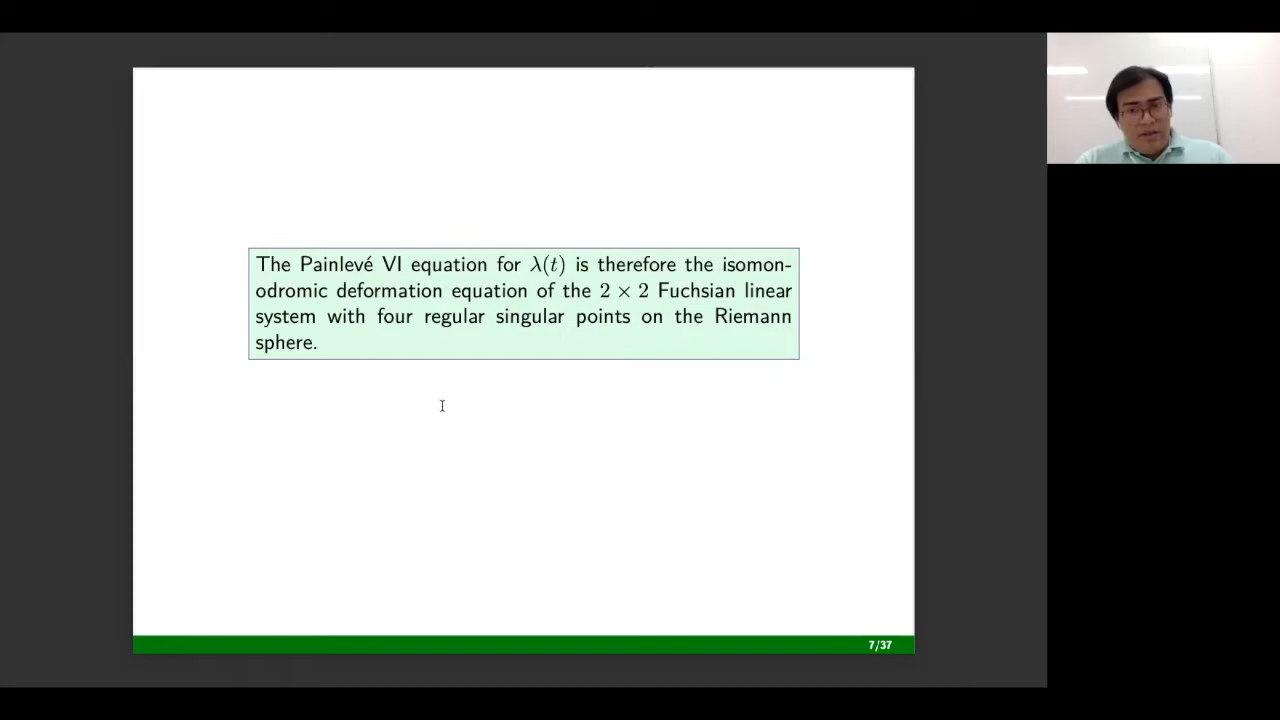 The Painlevé VI equation for λ(t) is therefore the isomon-
odromic deformation equation of the 2 × 2 Fuchsian linear
system with four regular singular points on the Riemann
sphere.
7/37